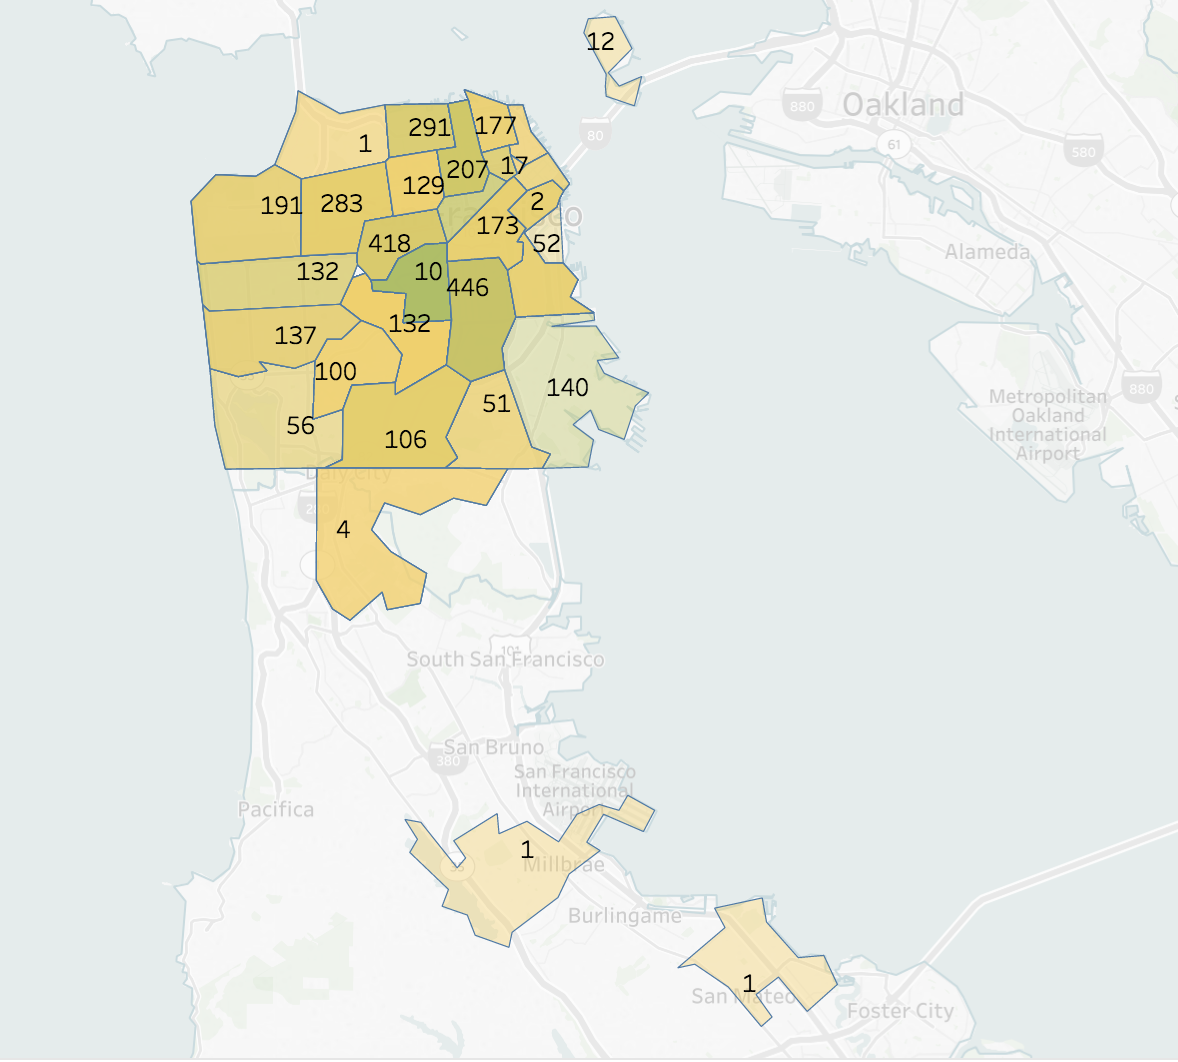 12
880
Oakland
80
61
580
1
291
177
207
17
129
191
283
2
173
52
418
Alameda
132
10
446
132
137
100
140
880
Metropolitan
Oakland
International
Airport
51
56
106
Daly City
4
101
South San Francisco
San Bruno
380
San Francisco
International
Airport
Pacifica
1
35
Millbrae
Burlingame
1
San Mateo
Foster City